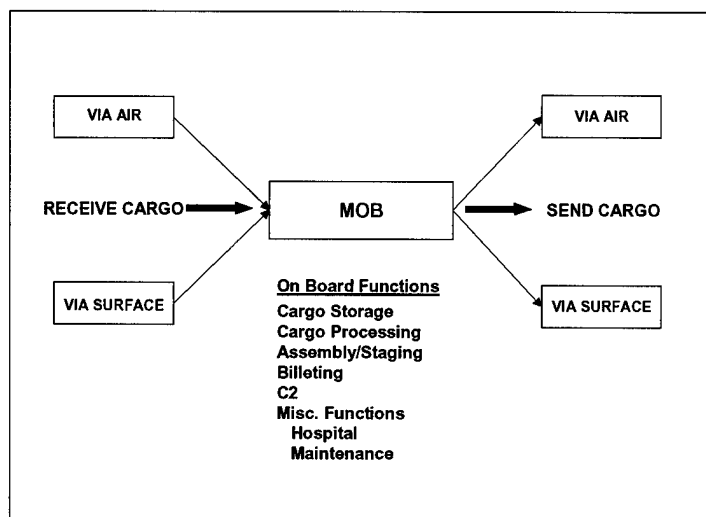 VIA AIR
VIA AIR
RECEIVE CARGO
MOB
SEND CARGO
VIA SURFACE
VIA SURFACE
On Board Functions
Cargo Storage
Cargo Processing
Assembly/Staging
Billeting
C2
Misc. Functions
Hospital
Maintenance